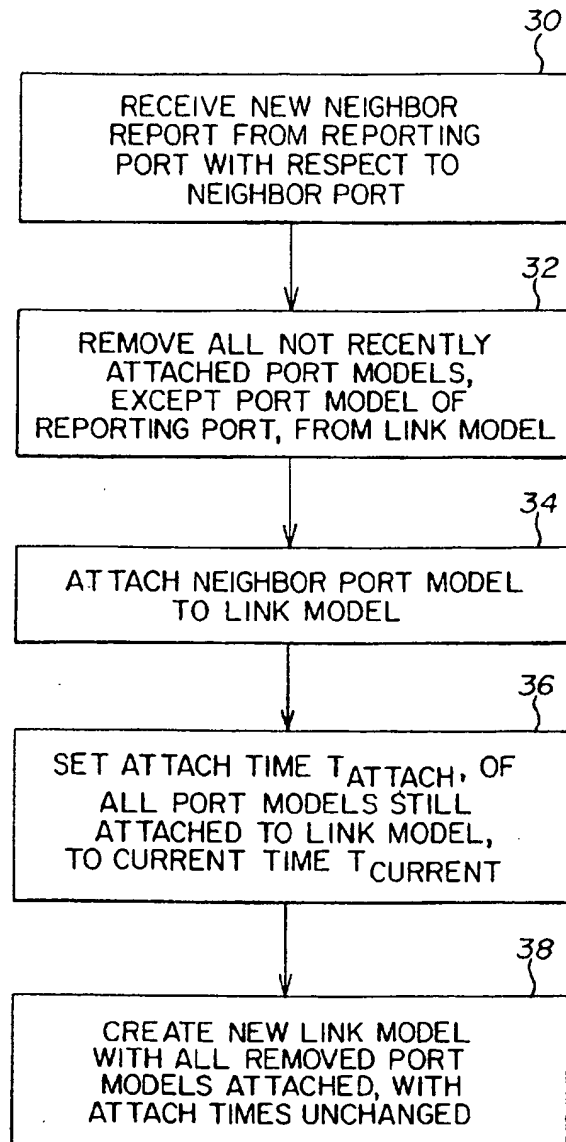 30
RECEIVE NEW NEIGHBOR
REPORT FROM REPORTING
PORT WITH RESPECT TO
NEIGHBOR PORT
32
REMOVE ALL NOT RECENTLY
ATTACHED PORT MODELS,
EXCEPT PORT MODEL OF
REPORTING PORT, FROM LINK MODEL
34
ATTACH NEIGHBOR PORT MODEL
TO LINK MODEL
36
SET ATTACH TIME TATTACH, OF
ALL PORT MODELS STILL
ATTACHED TO LINK MODEL,
TO CURRENT TIME TCURRENT
38
CREATE NEW LINK MODEL
WITH ALL REMOVED PORT
MODELS ATTACHED, WITH
ATTACH TIMES UNCHANGED